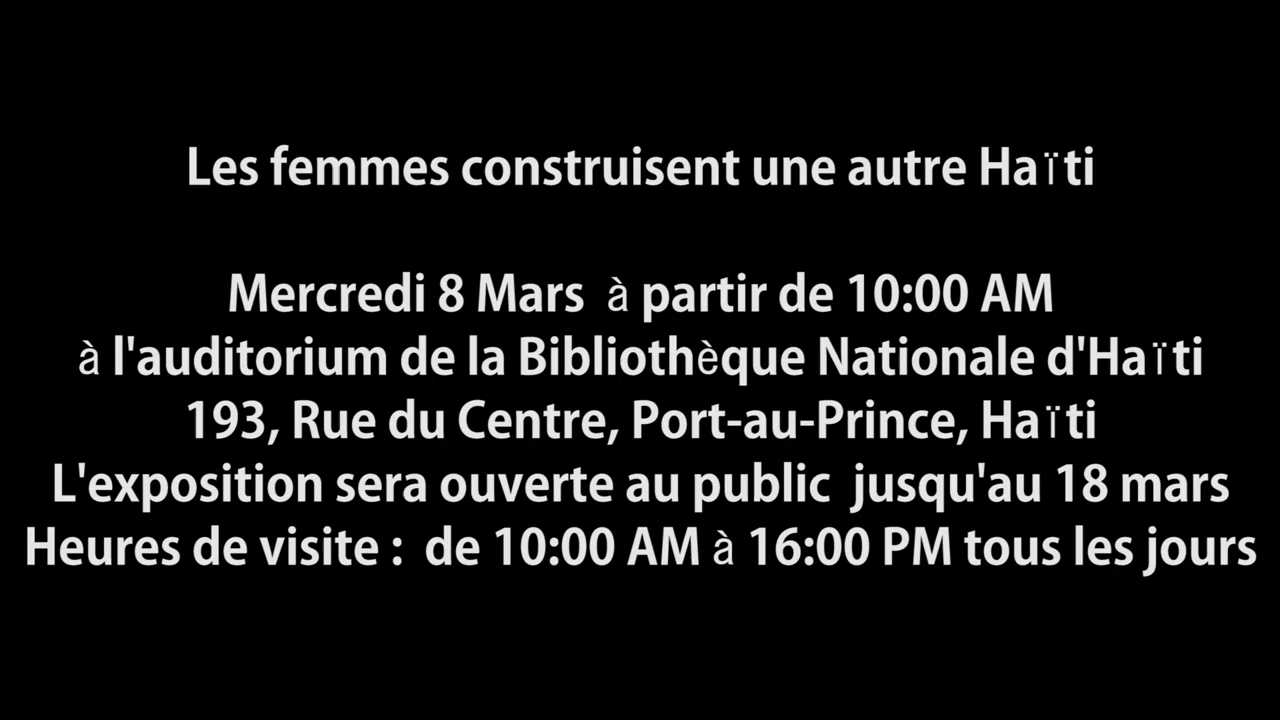 Les femmes construisent une autre Haïti
Mercredi 8 Mars à partir de 10:00 AM
à l'auditorium de la Bibliothèque Nationale d'Haïti
193, Rue du Centre, Port-au-Prince, Haïti
L'exposition sera ouverte au public jusqu'au 18 mars
Heures de visite : de 10:00 AM à 16:00 PM tous les jours